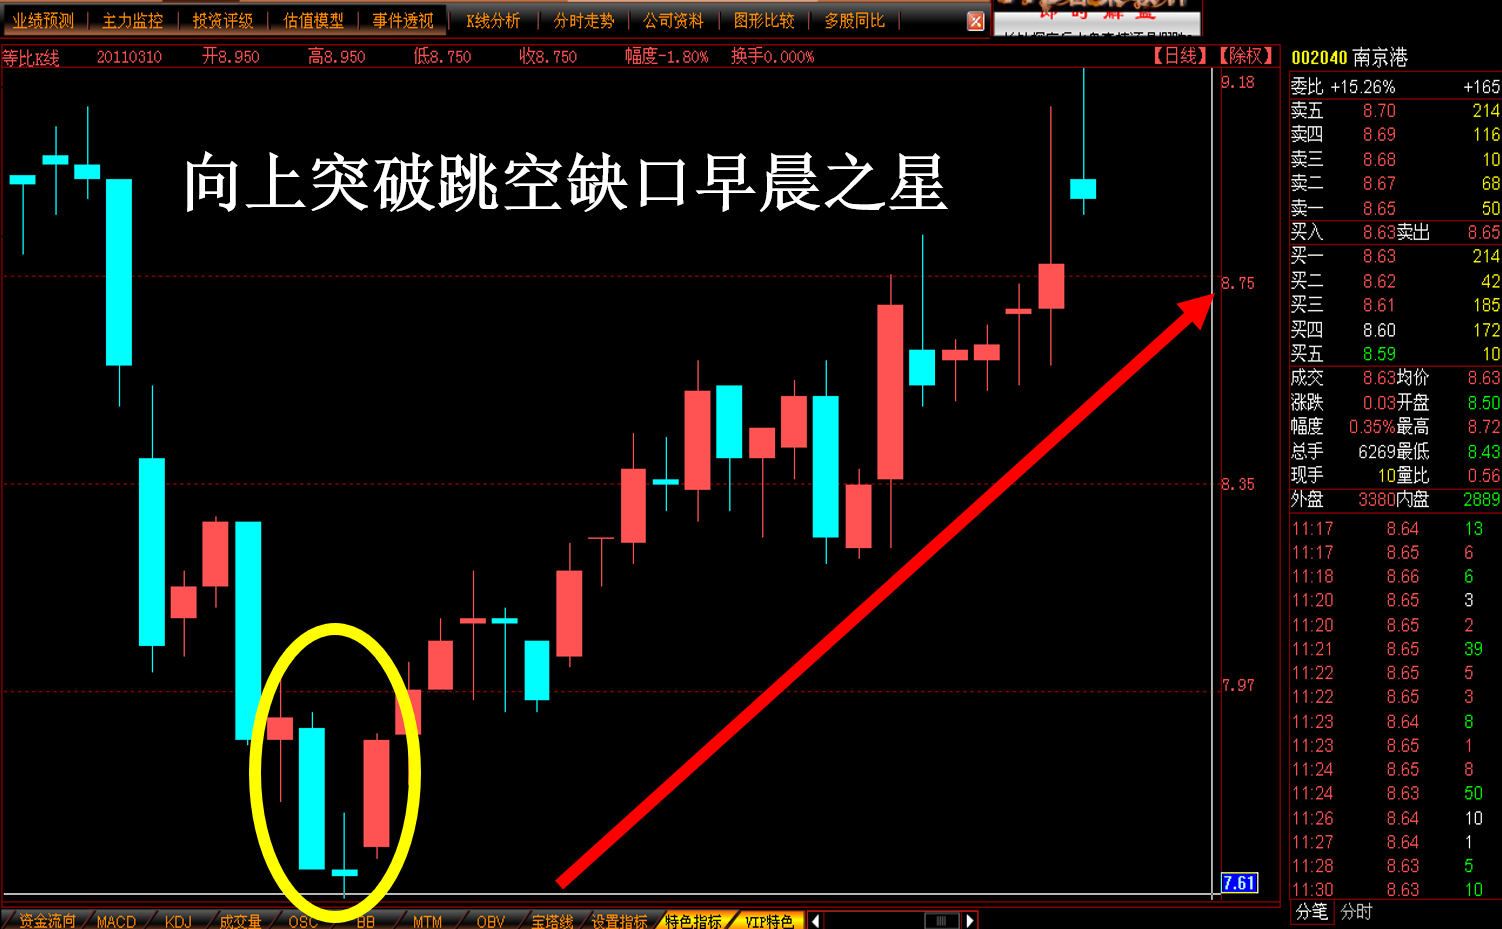 业绩预测 主力监控 投资评级 估值模型 事件透视 K线分析 分时走势 公司资料 图形比较 多股同比
即时解盘
等比K线 20110310 开8.950 高8.950 低8.750 收8.750 幅度-1.80% 换手0.000% 【日线】【除权】
002040 南京港
9.18
委比 +15.26% +165
卖五 8.70 214
卖四 8.69 116
卖三 8.68 10
向上突破跳空缺口早晨之星
卖二 8.67 68
卖一 8.65 50
买入 8.63 卖出 8.65
买一 8.63 214
8.75
买二 8.62 42
买三 8.61 185
买四 8.60 172
买五 8.59 10
成交 8.63 均价 8.63
涨跌 0.03 开盘 8.50
幅度 0.35% 最高 8.72
总手 6269 最低 8.43
现手 10 量比 0.56
8.35
外盘 3380 内盘 2889
11:17 8.64 13
11:17 8.65 6
11:18 8.66 6
11:20 8.65 3
11:20 8.65 2
11:21 8.65 39
11:22 8.65 5
7.97
11:22 8.65 3
11:23 8.64 8
11:23 8.65 1
11:24 8.65 8
11:24 8.63 50
11:26 8.64 10
11:27 8.64 1
11:28 8.63 5
7.61
11:30 8.63 10
分笔 分时
资金流向 MACD KDJ 成交量 OSC BB MTM OBV 宝塔线 设置指标 特色指标 VIP特色